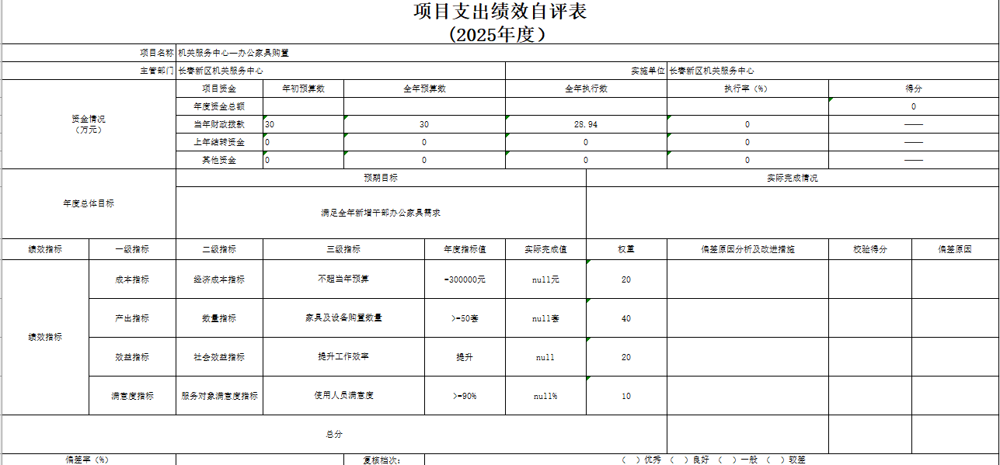 项目支出绩效自评表
(2025年度）
项目名称 机关服务中心—办公家具购置
主管部门 长春新区机关服务中心 实施单位 长春新区机关服务中心
资金情况
（万元）
项目资金 年初预算数 全年预算数 全年执行数 执行率（%） 得分
年度资金总额 0
当年财政拨款 30 30 28.94 0 ——
上年结转资金 0 0 0 0 ——
其他资金 0 0 0 0 ——
年度总体目标
预期目标 实际完成情况
满足全年新增干部办公家具需求
绩效指标 一级指标 二级指标 三级指标 年度指标值 实际完成值 权重 偏差原因分析及改进措施 校验得分 偏差原因
绩效指标
成本指标 经济成本指标 不超当年预算 =300000元 null元 20
产出指标 数量指标 家具及设备购置数量 >=50套 null套 40
效益指标 社会效益指标 提升工作效率 提升 null 20
满意度指标 服务对象满意度指标 使用人员满意度 >=90% null% 10
总分
偏差率（%） 复核档次： （ ）优秀 （ ）良好 （ ）一般 （ ）较差